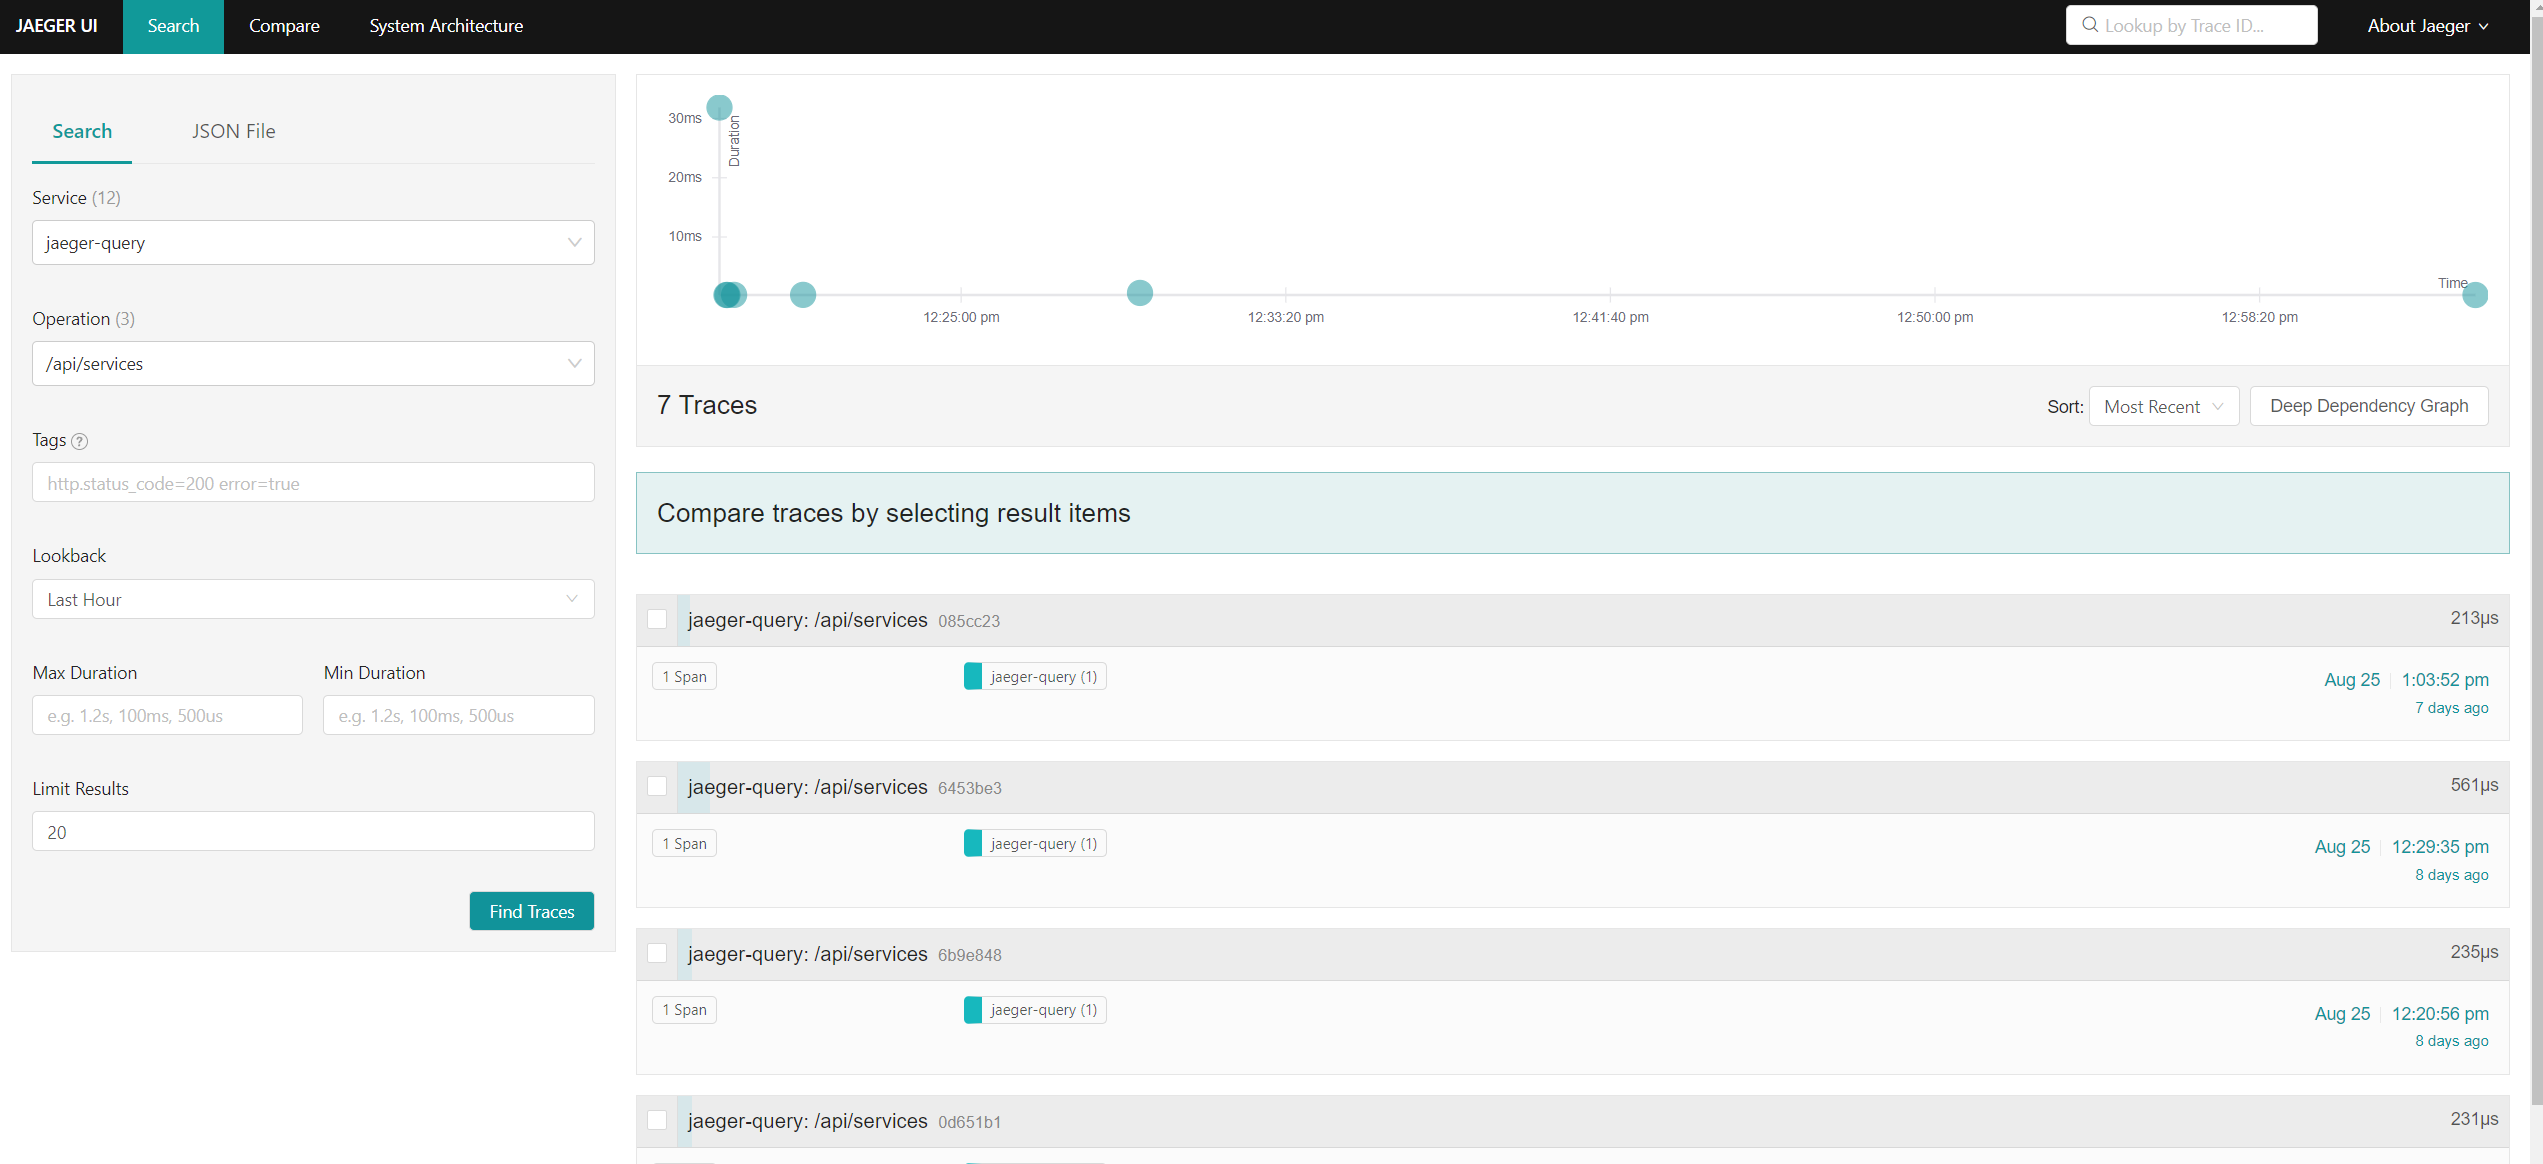 JAEGER UI Search Compare System Architecture Lookup by Trace ID... About Jaeger
Search JSON File
Service (12)
jaeger-query
Operation (3)
/api/services
Tags ?
http.status_code=200 error=true
Lookback
Last Hour
Max Duration Min Duration
e.g. 1.2s, 100ms, 500us e.g. 1.2s, 100ms, 500us
Limit Results
20
Find Traces
Duration
30ms
20ms
10ms
Time
12:25:00 pm 12:33:20 pm 12:41:40 pm 12:50:00 pm 12:58:20 pm
7 Traces Sort: Most Recent Deep Dependency Graph
Compare traces by selecting result items
jaeger-query: /api/services 085cc23 213μs
1 Span jaeger-query (1) Aug 25 1:03:52 pm
7 days ago
jaeger-query: /api/services 6453be3 561μs
1 Span jaeger-query (1) Aug 25 12:29:35 pm
8 days ago
jaeger-query: /api/services 6b9e848 235μs
1 Span jaeger-query (1) Aug 25 12:20:56 pm
8 days ago
jaeger-query: /api/services 0d651b1 231μs